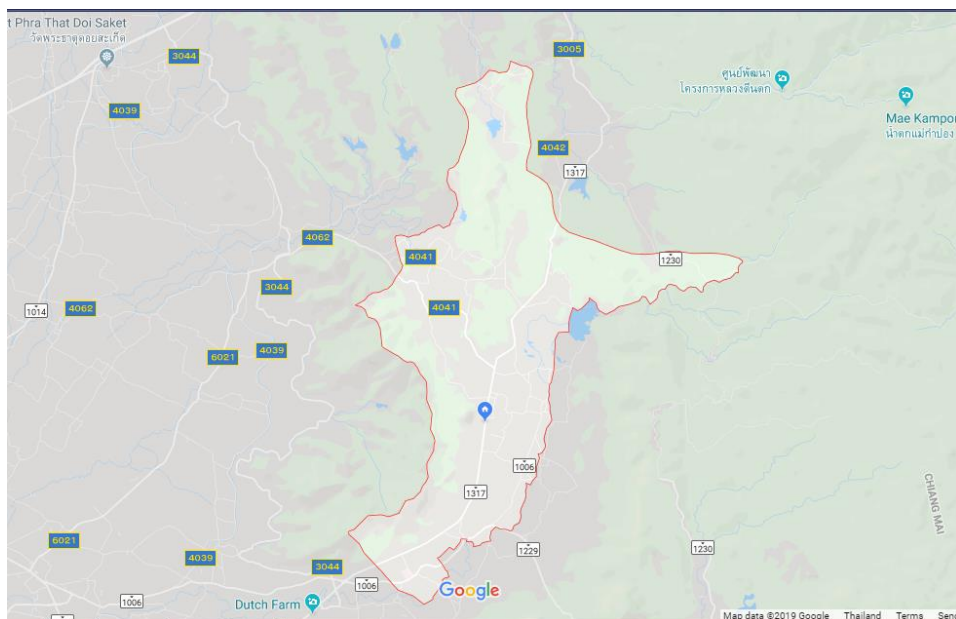 t Phra That Doi Saket
วัดพระธาตุดอยสะเก็ด
3044
3005
4039
ศูนย์พัฒนา
โครงการหลวงตีนตก
Mae Kampon
น้ำตกแม่กำปอง
4042
1317
4062
4041
1230
3044
4041
1014
4062
6021
4039
1006
1317
CHIANG MAI
6021
4039
3044
1006
1229
1230
Google
1006
Dutch Farm
Map data ©2019 Google Thailand Terms Send